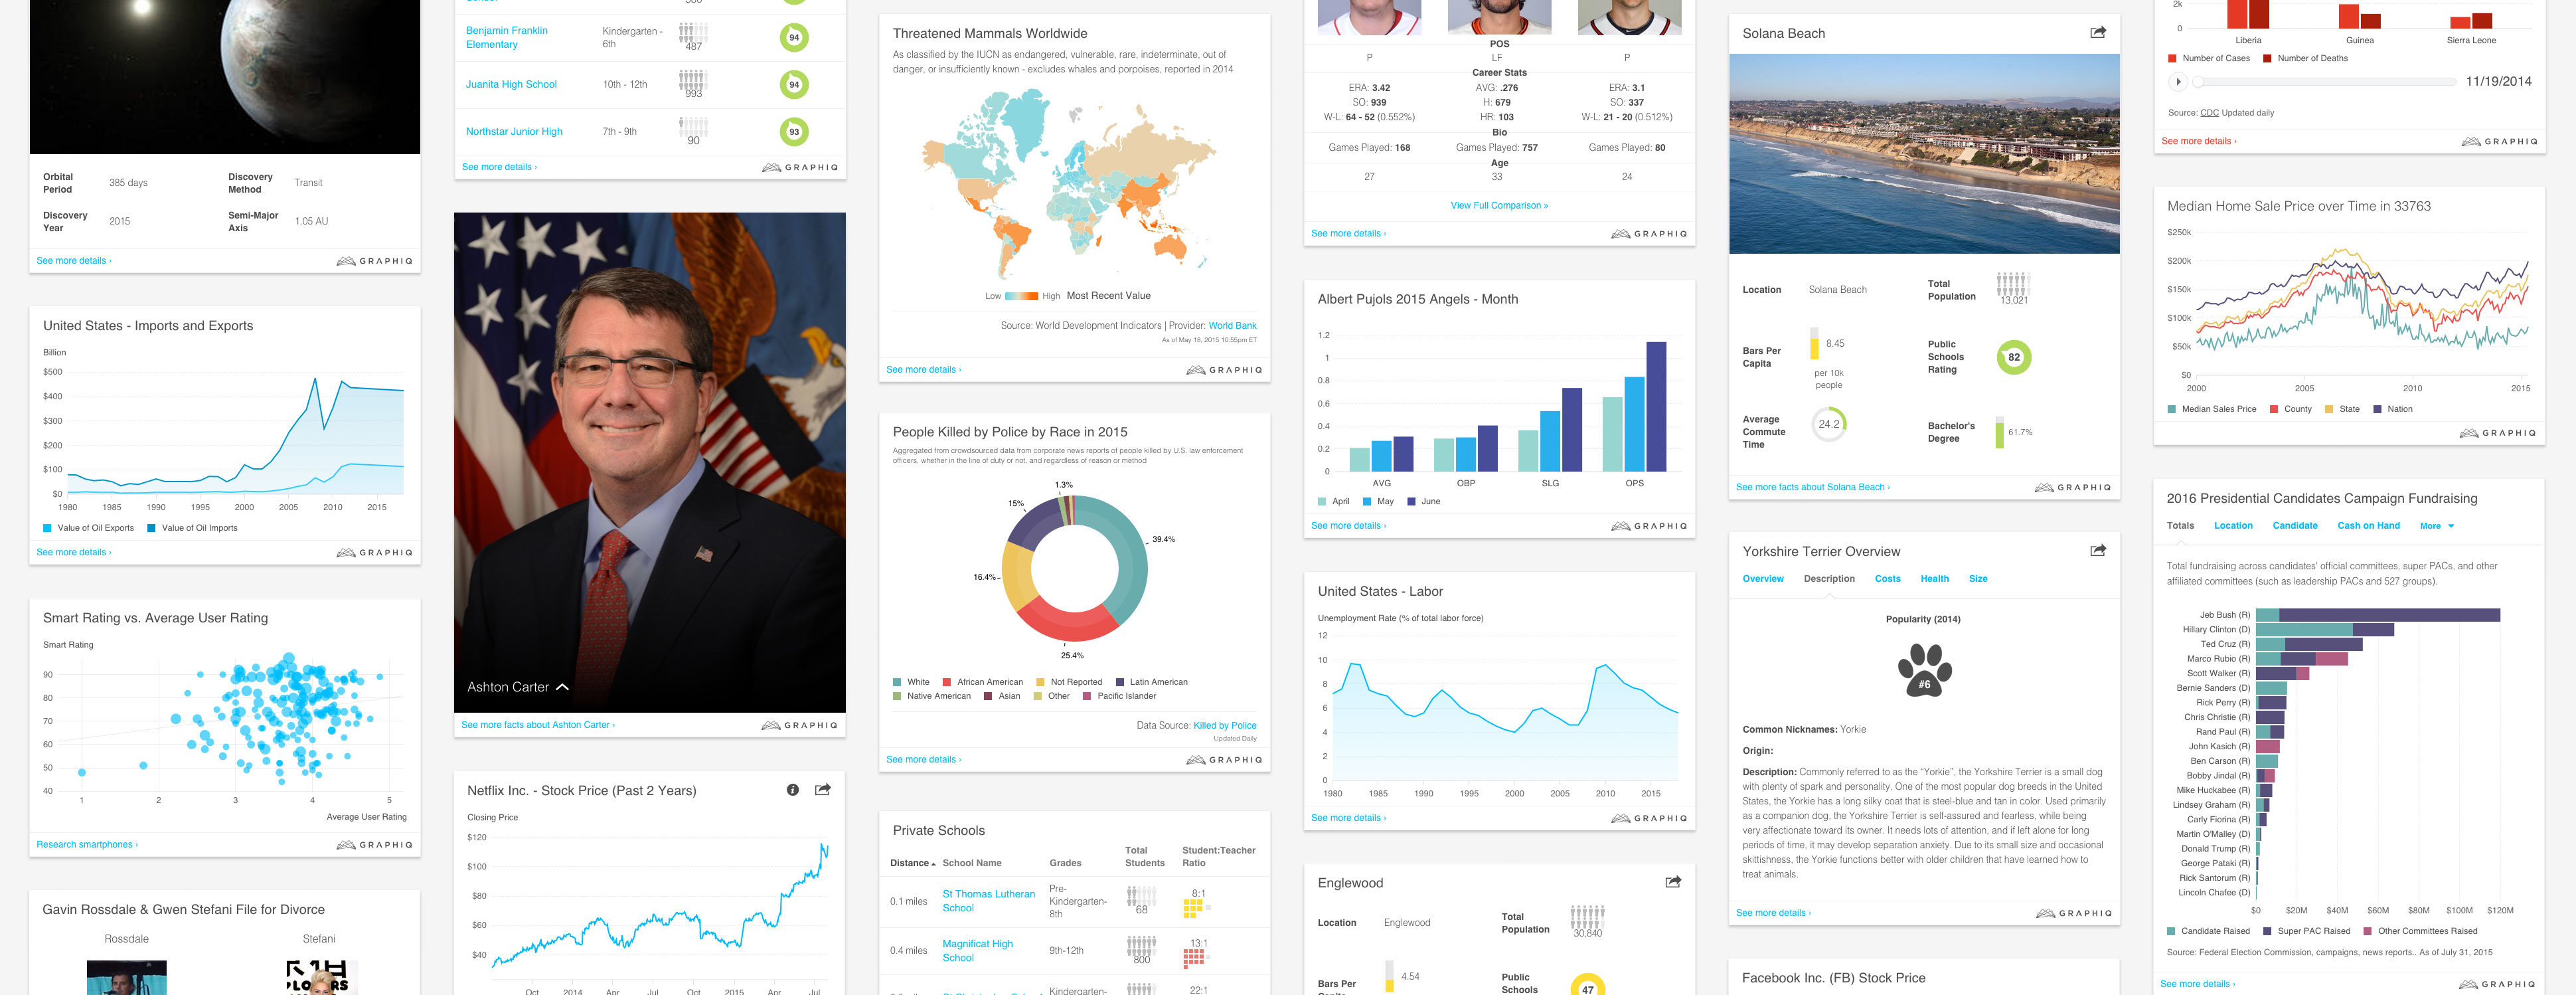 Orbital Period 385 days Discovery Method Transit
Discovery Year 2015 Semi-Major Axis 1.05 AU
See more details › GRAPHIQ
United States - Imports and Exports
Billion
$500
$400
$300
$200
$100
$0
1980 1985 1990 1995 2000 2005 2010 2015
Value of Oil Exports Value of Oil Imports
See more details › GRAPHIQ
Smart Rating vs. Average User Rating
Smart Rating
90
80
70
60
50
40
1 2 3 4 5
Average User Rating
Research smartphones › GRAPHIQ
Gavin Rossdale & Gwen Stefani File for Divorce
Rossdale Stefani
Benjamin Franklin Elementary Kindergarten - 6th 487 94
Juanita High School 10th - 12th 993 94
Northstar Junior High 7th - 9th 90 93
See more details › GRAPHIQ
Ashton Carter
See more facts about Ashton Carter › GRAPHIQ
Netflix Inc. - Stock Price (Past 2 Years)
Closing Price
$120
$100
$80
$60
$40
Oct 2014 Apr Jul Oct 2015 Apr Jul
Threatened Mammals Worldwide
As classified by the IUCN as endangered, vulnerable, rare, indeterminate, out of
danger, or insufficiently known - excludes whales and porpoises, reported in 2014
Low High Most Recent Value
Source: World Development Indicators | Provider: World Bank
As of May 18, 2015 10:55pm ET
See more details › GRAPHIQ
People Killed by Police by Race in 2015
Aggregated from crowdsourced data from corporate news reports of people killed by U.S. law enforcement
officers, whether in the line of duty or not, and regardless of reason or method
1.3%
15%
39.4%
16.4%
25.4%
White African American Not Reported Latin American
Native American Asian Other Pacific Islander
Data Source: Killed by Police
Updated Daily
See more details › GRAPHIQ
Private Schools
Distance School Name Grades Total Students Student:Teacher Ratio
0.1 miles St Thomas Lutheran School Pre-Kindergarten-8th 68 8:1
0.4 miles Magnificat High School 9th-12th 800 13:1
Kindergarten- 22:1
POS
P LF P
Career Stats
ERA: 3.42 AVG: .276 ERA: 3.1
SO: 939 H: 679 SO: 337
W-L: 64 - 52 (0.552%) HR: 103 W-L: 21 - 20 (0.512%)
Bio
Games Played: 168 Games Played: 757 Games Played: 80
Age
27 33 24
View Full Comparison »
See more details › GRAPHIQ
Albert Pujols 2015 Angels - Month
1.2
1
0.8
0.6
0.4
0.2
0
AVG OBP SLG OPS
April May June
See more details › GRAPHIQ
United States - Labor
Unemployment Rate (% of total labor force)
12
10
8
6
4
2
0
1980 1985 1990 1995 2000 2005 2010 2015
See more details › GRAPHIQ
Englewood
Location Englewood Total Population 30,840
Bars Per 4.54 Public Schools 47
Solana Beach
Location Solana Beach Total Population 13,021
Bars Per Capita 8.45 per 10k people Public Schools Rating 82
Average Commute Time 24.2 Bachelor's Degree 61.7%
See more facts about Solana Beach › GRAPHIQ
Yorkshire Terrier Overview
Overview Description Costs Health Size
Popularity (2014)
#6
Common Nicknames: Yorkie
Origin:
Description: Commonly referred to as the “Yorkie”, the Yorkshire Terrier is a small dog
with plenty of spark and personality. One of the most popular dog breeds in the United
States, the Yorkie has a long silky coat that is steel-blue and tan in color. Used primarily
as a companion dog, the Yorkshire Terrier is self-assured and fearless, while being
very affectionate toward its owner. It needs lots of attention, and if left alone for long
periods of time, it may develop separation anxiety. Due to its small size and occasional
skittishness, the Yorkie functions better with older children that have learned how to
treat animals.
See more details › GRAPHIQ
Facebook Inc. (FB) Stock Price
2k
0
Liberia Guinea Sierra Leone
Number of Cases Number of Deaths
11/19/2014
Source: CDC Updated daily
See more details › GRAPHIQ
Median Home Sale Price over Time in 33763
$250k
$200k
$150k
$100k
$50k
$0
2000 2005 2010 2015
Median Sales Price County State Nation
GRAPHIQ
2016 Presidential Candidates Campaign Fundraising
Totals Location Candidate Cash on Hand More
Total fundraising across candidates' official committees, super PACs, and other
affiliated committees (such as leadership PACs and 527 groups).
Jeb Bush (R)
Hillary Clinton (D)
Ted Cruz (R)
Marco Rubio (R)
Scott Walker (R)
Bernie Sanders (D)
Rick Perry (R)
Chris Christie (R)
Rand Paul (R)
John Kasich (R)
Ben Carson (R)
Bobby Jindal (R)
Mike Huckabee (R)
Lindsey Graham (R)
Carly Fiorina (R)
Martin O'Malley (D)
Donald Trump (R)
George Pataki (R)
Rick Santorum (R)
Lincoln Chafee (D)
$0 $20M $40M $60M $80M $100M $120M
Candidate Raised Super PAC Raised Other Committees Raised
Source: Federal Election Commission, campaigns, news reports.. As of July 31, 2015
See more details › GRAPHIQ